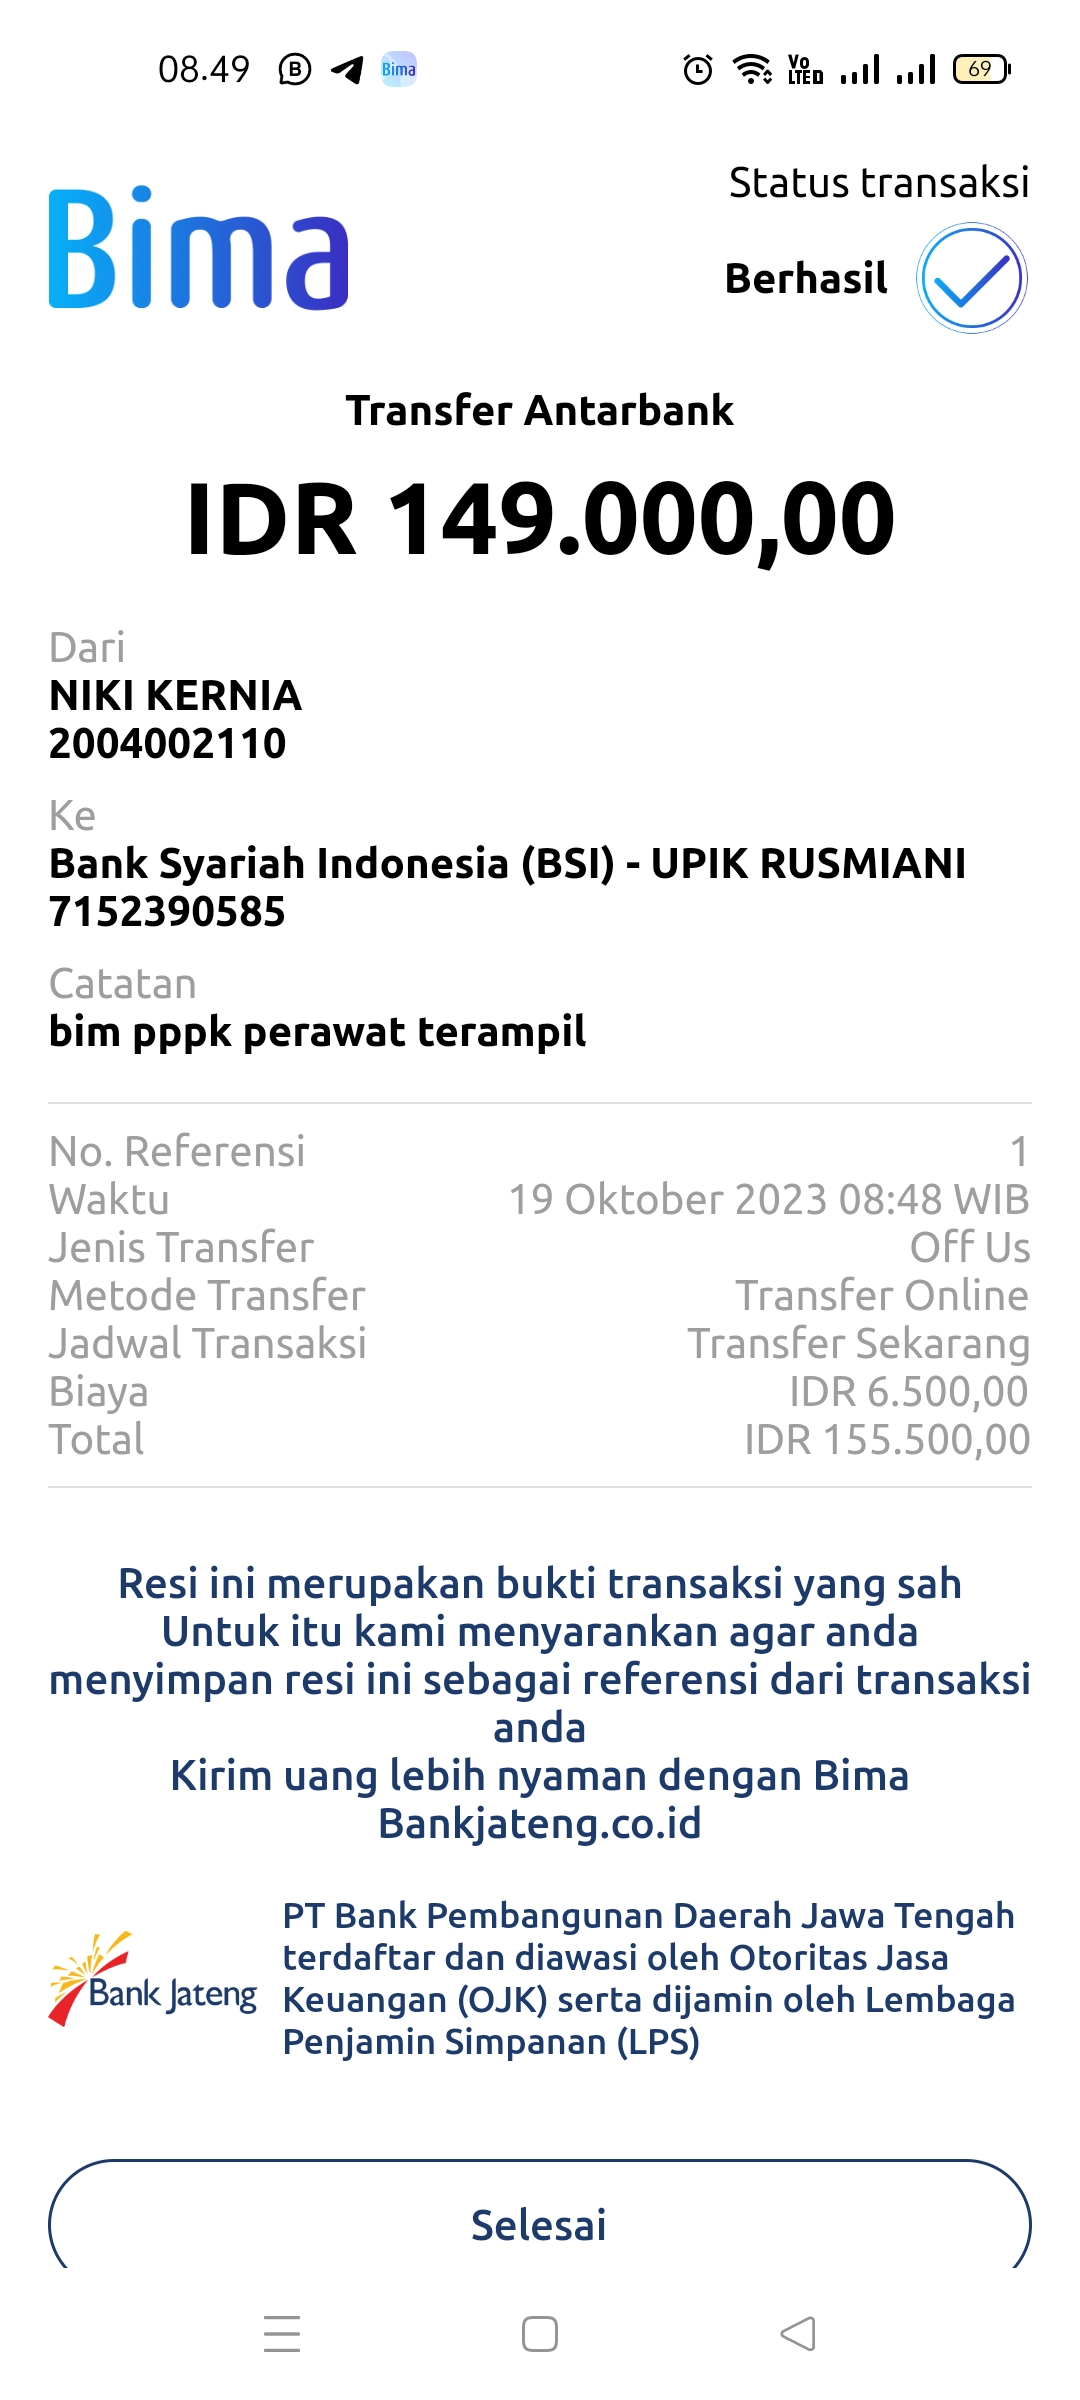 08.49
Bima
Vo
LTED
69
Bima
Status transaksi
Berhasil
Transfer Antarbank
IDR 149.000,00
Dari
NIKI KERNIA
2004002110
Ke
Bank Syariah Indonesia (BSI) - UPIK RUSMIANI
7152390585
Catatan
bim pppk perawat terampil
No. Referensi 1
Waktu 19 Oktober 2023 08:48 WIB
Jenis Transfer Off Us
Metode Transfer Transfer Online
Jadwal Transaksi Transfer Sekarang
Biaya IDR 6.500,00
Total IDR 155.500,00
Resi ini merupakan bukti transaksi yang sah
Untuk itu kami menyarankan agar anda
menyimpan resi ini sebagai referensi dari transaksi
anda
Kirim uang lebih nyaman dengan Bima
Bankjateng.co.id
Bank Jateng
PT Bank Pembangunan Daerah Jawa Tengah
terdaftar dan diawasi oleh Otoritas Jasa
Keuangan (OJK) serta dijamin oleh Lembaga
Penjamin Simpanan (LPS)
Selesai